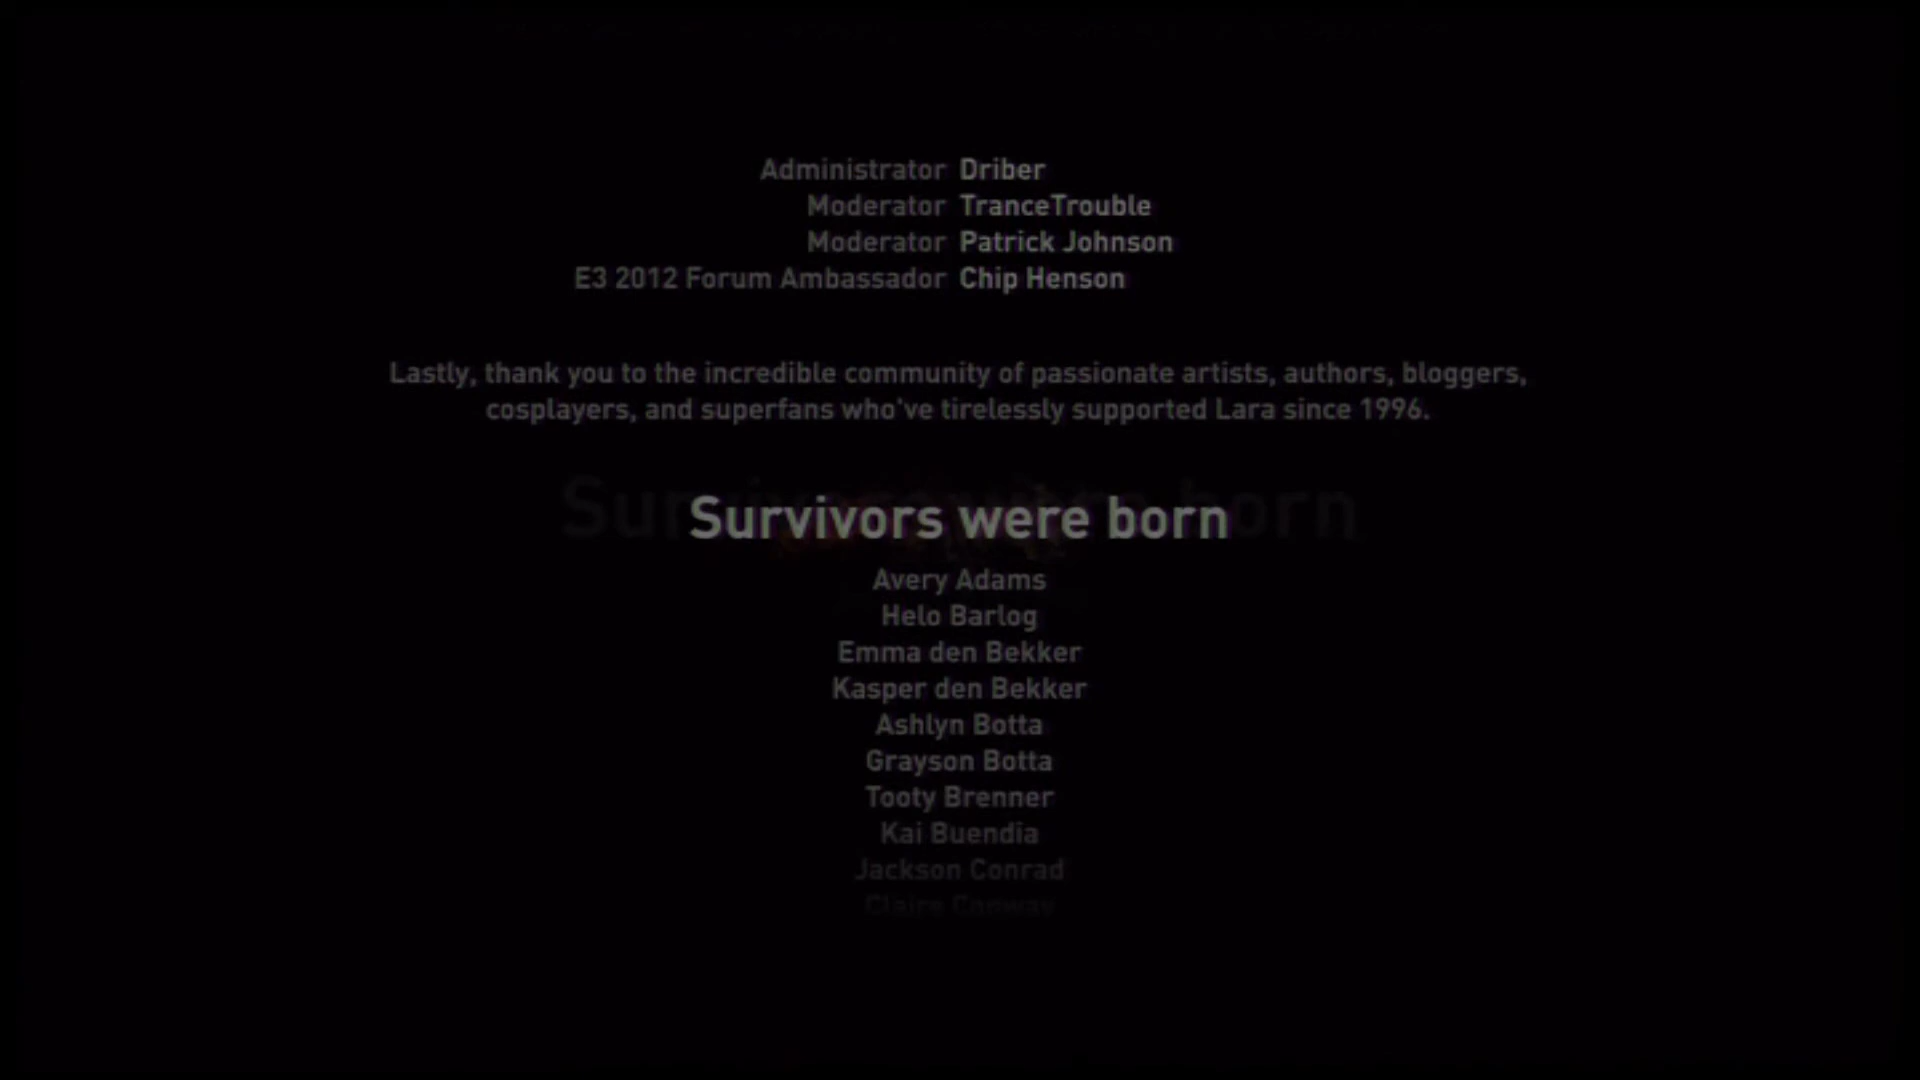 Administrator Driber
Moderator TranceTrouble
Moderator Patrick Johnson
E3 2012 Forum Ambassador Chip Henson
Lastly, thank you to the incredible community of passionate artists, authors, bloggers,
cosplayers, and superfans who've tirelessly supported Lara since 1996.
Survivors were born
Avery Adams
Helo Barlog
Emma den Bekker
Kasper den Bekker
Ashlyn Botta
Grayson Botta
Tooty Brenner
Kai Buendia
Jackson Conrad
Claire Conway